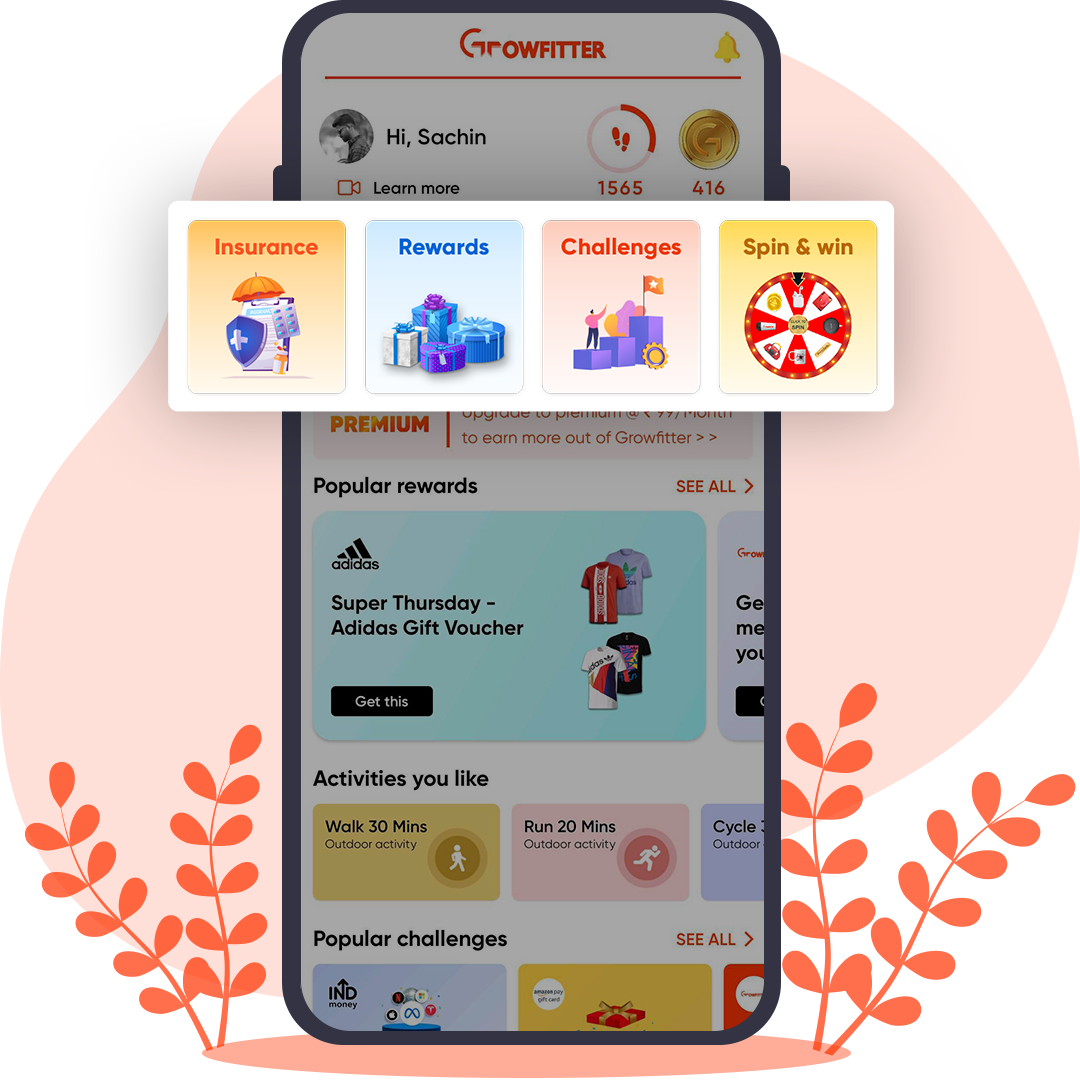 GROWFITTER
Hi, Sachin
Learn more
1565
416
Insurance
Rewards
Challenges
Spin & win
CLICK TO
SPIN
PREMIUM
Upgrade to premium @ ₹ 99/Month
to earn more out of Growfitter > >
Popular rewards
SEE ALL
adidas
Super Thursday -
Adidas Gift Voucher
Get this
Growf
Ge
me
you
G
Activities you like
Walk 30 Mins
Outdoor activity
Run 20 Mins
Outdoor activity
Cycle 3
Outdoor
Popular challenges
SEE ALL
IND
money
amazon pay
gift card